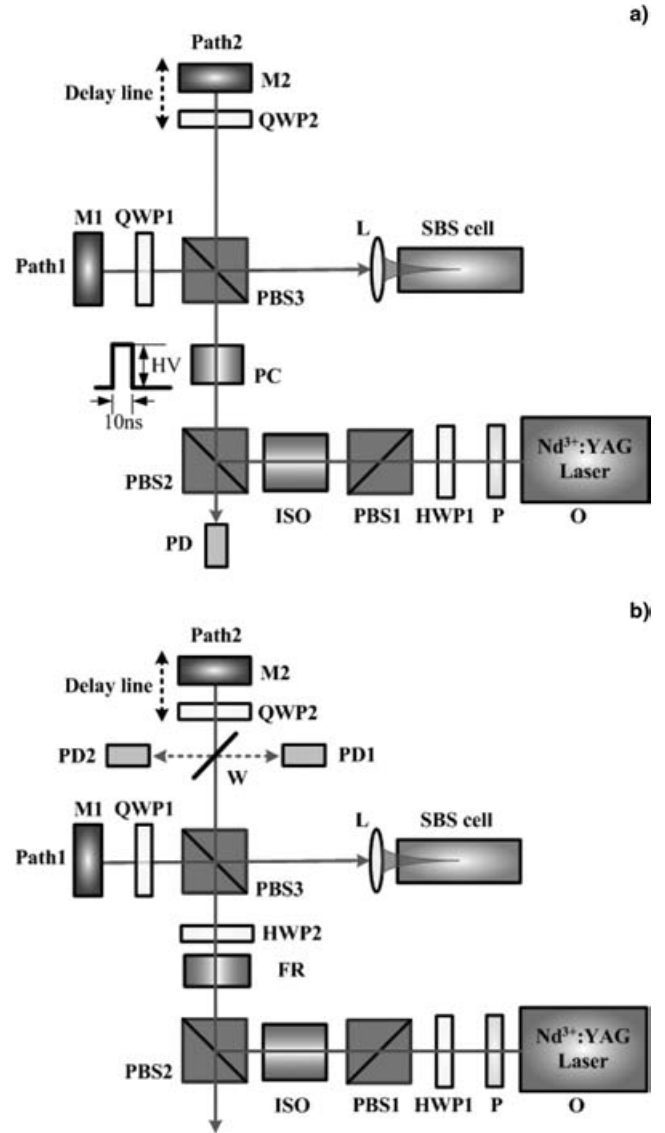 a)
Path2
M2
Delay line
QWP2
M1 QWP1
L SBS cell
Path1
PBS3
HV
PC
10ns
Nd³⁺:YAG
Laser
PBS2
ISO PBS1 HWP1 P O
PD
b)
Path2
M2
Delay line
QWP2
PD2 PD1
W
M1 QWP1
L SBS cell
Path1
PBS3
HWP2
FR
Nd³⁺:YAG
Laser
PBS2
ISO PBS1 HWP1 P O